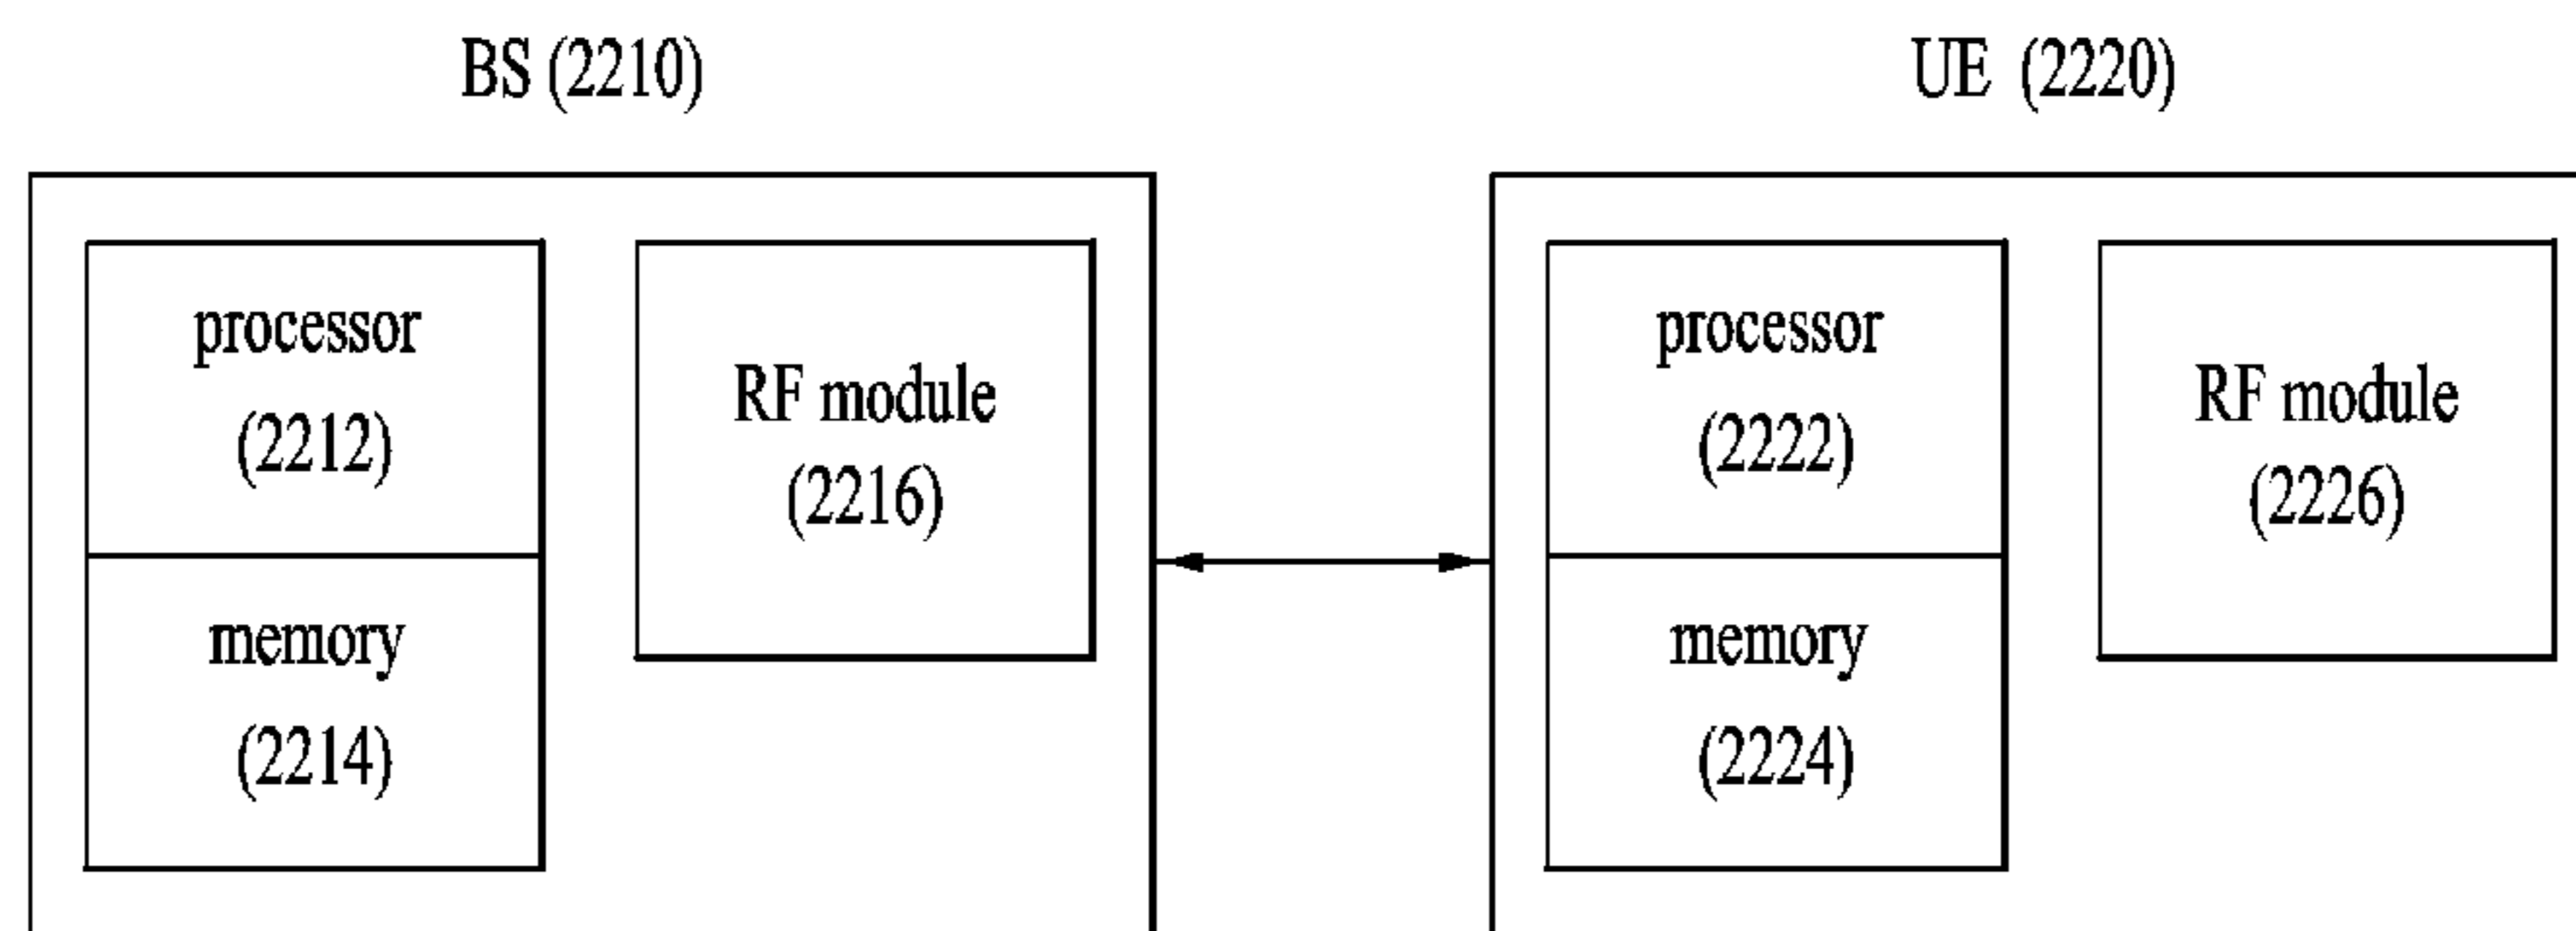 BS (2210)
processor
(2212)
memory
(2214)
RF module
(2216)
UE (2220)
processor
(2222)
memory
(2224)
RF module
(2226)